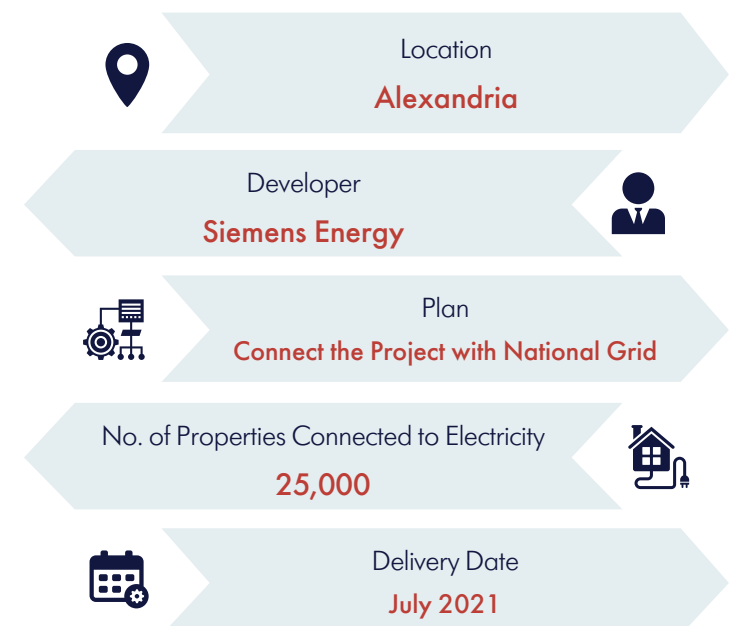 Location
Alexandria
Developer
Siemens Energy
Plan
Connect the Project with National Grid
No. of Properties Connected to Electricity
25,000
Delivery Date
July 2021